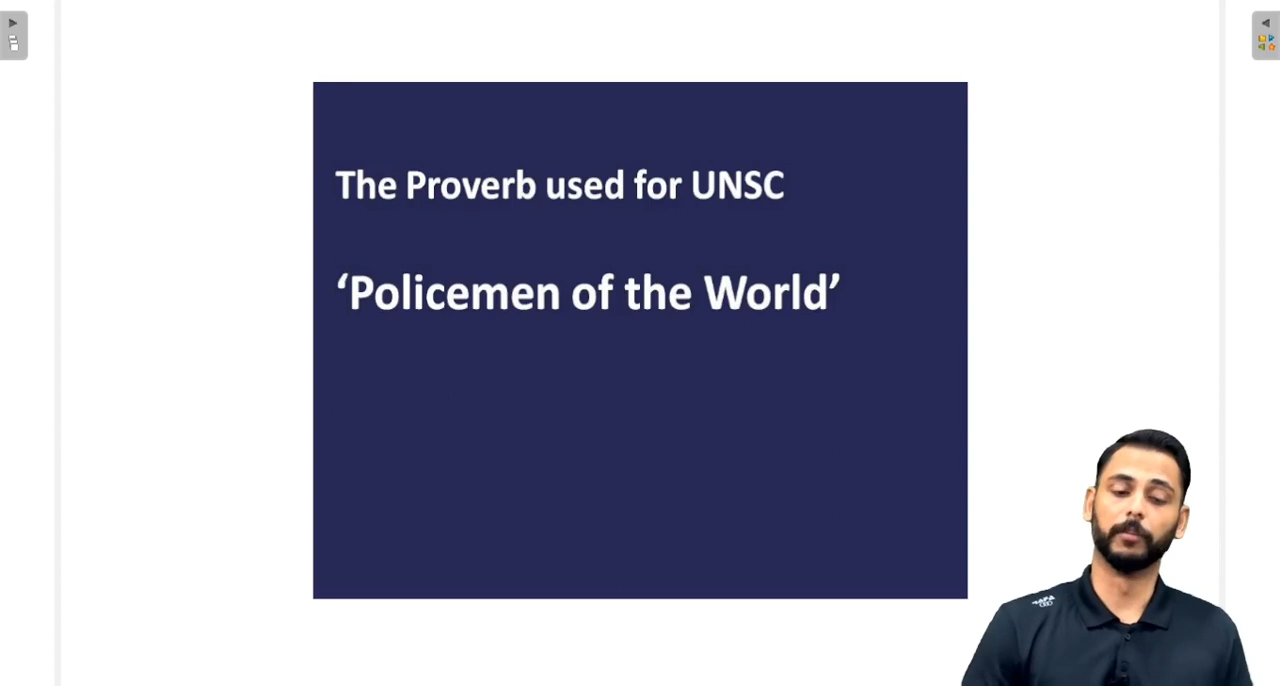 The Proverb used for UNSC
‘Policemen of the World’